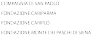 COMPAGNIA DI SAN PAOLO
FONDAZIONE CARIPARMA
FONDAZIONE CARIPLO
FONDAZIONE MONTE DEI PASCHI DI SIENA